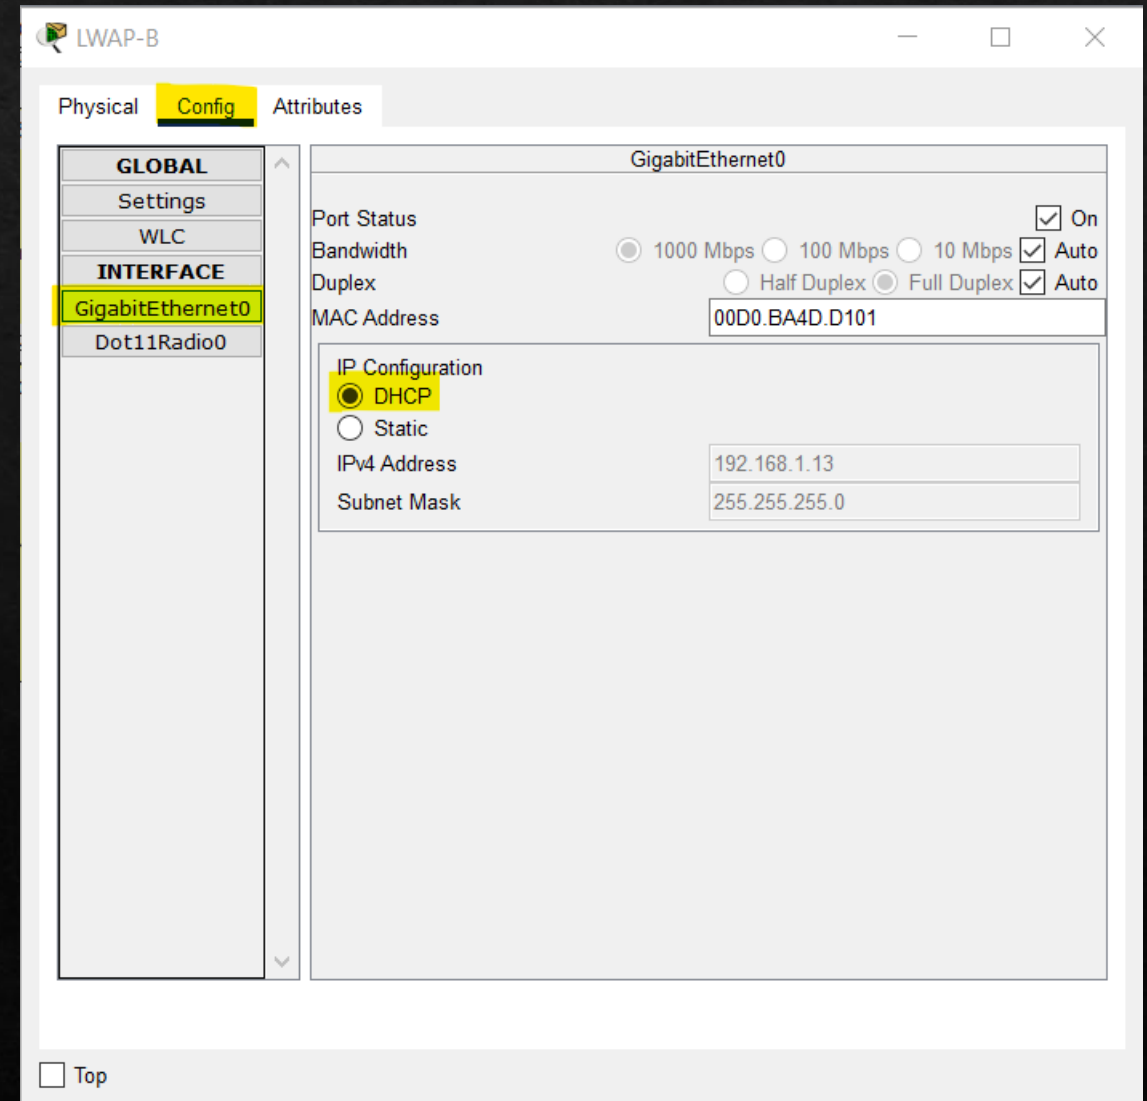 LWAP-B
Physical Config Attributes
GLOBAL
Settings
WLC
INTERFACE
GigabitEthernet0
Dot11Radio0
GigabitEthernet0
Port Status On
Bandwidth 1000 Mbps 100 Mbps 10 Mbps Auto
Duplex Half Duplex Full Duplex Auto
MAC Address 00D0.BA4D.D101
IP Configuration
DHCP
Static
IPv4 Address 192.168.1.13
Subnet Mask 255.255.255.0
Top